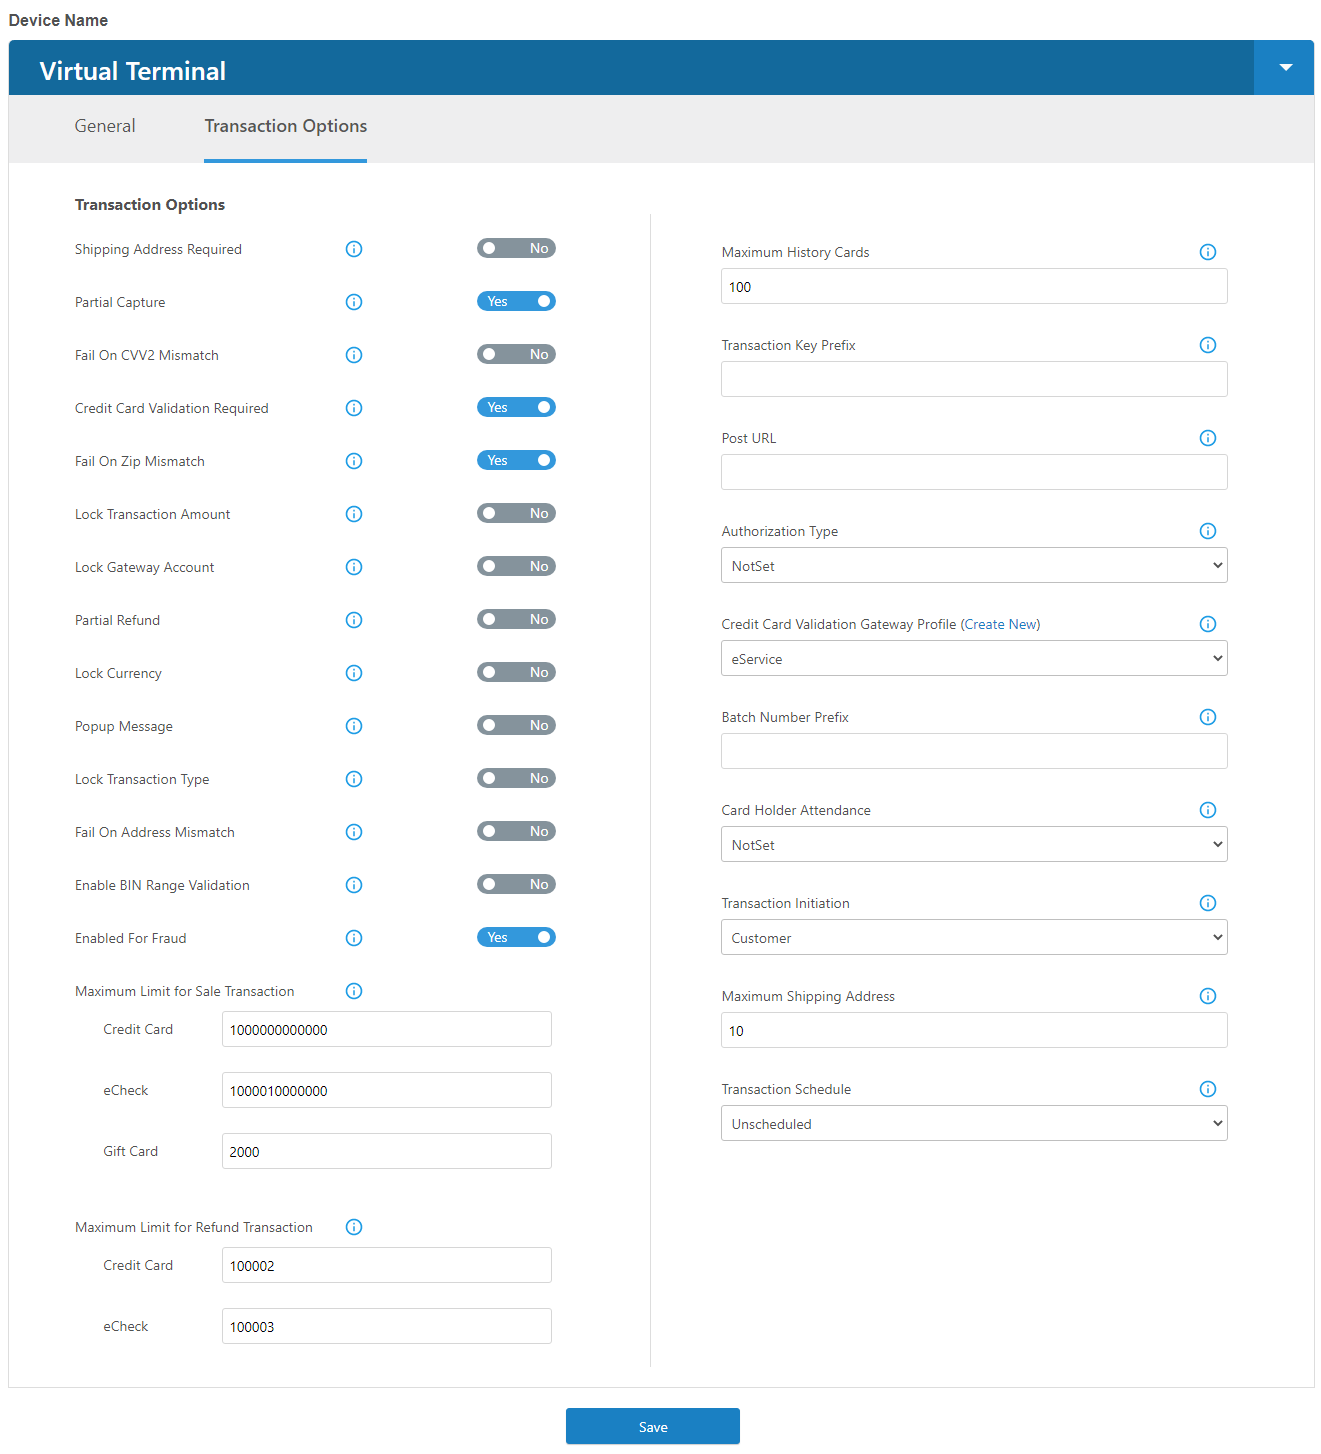 Device Name
Virtual Terminal
General Transaction Options
Transaction Options
Shipping Address Required No
Partial Capture Yes
Fail On CVV2 Mismatch No
Credit Card Validation Required Yes
Fail On Zip Mismatch Yes
Lock Transaction Amount No
Lock Gateway Account No
Partial Refund No
Lock Currency No
Popup Message No
Lock Transaction Type No
Fail On Address Mismatch No
Enable BIN Range Validation No
Enabled For Fraud Yes
Maximum Limit for Sale Transaction
Credit Card 1000000000000
eCheck 1000010000000
Gift Card 2000
Maximum Limit for Refund Transaction
Credit Card 100002
eCheck 100003
Maximum History Cards
100
Transaction Key Prefix
Post URL
Authorization Type
NotSet
Credit Card Validation Gateway Profile (Create New)
eService
Batch Number Prefix
Card Holder Attendance
NotSet
Transaction Initiation
Customer
Maximum Shipping Address
10
Transaction Schedule
Unscheduled
Save